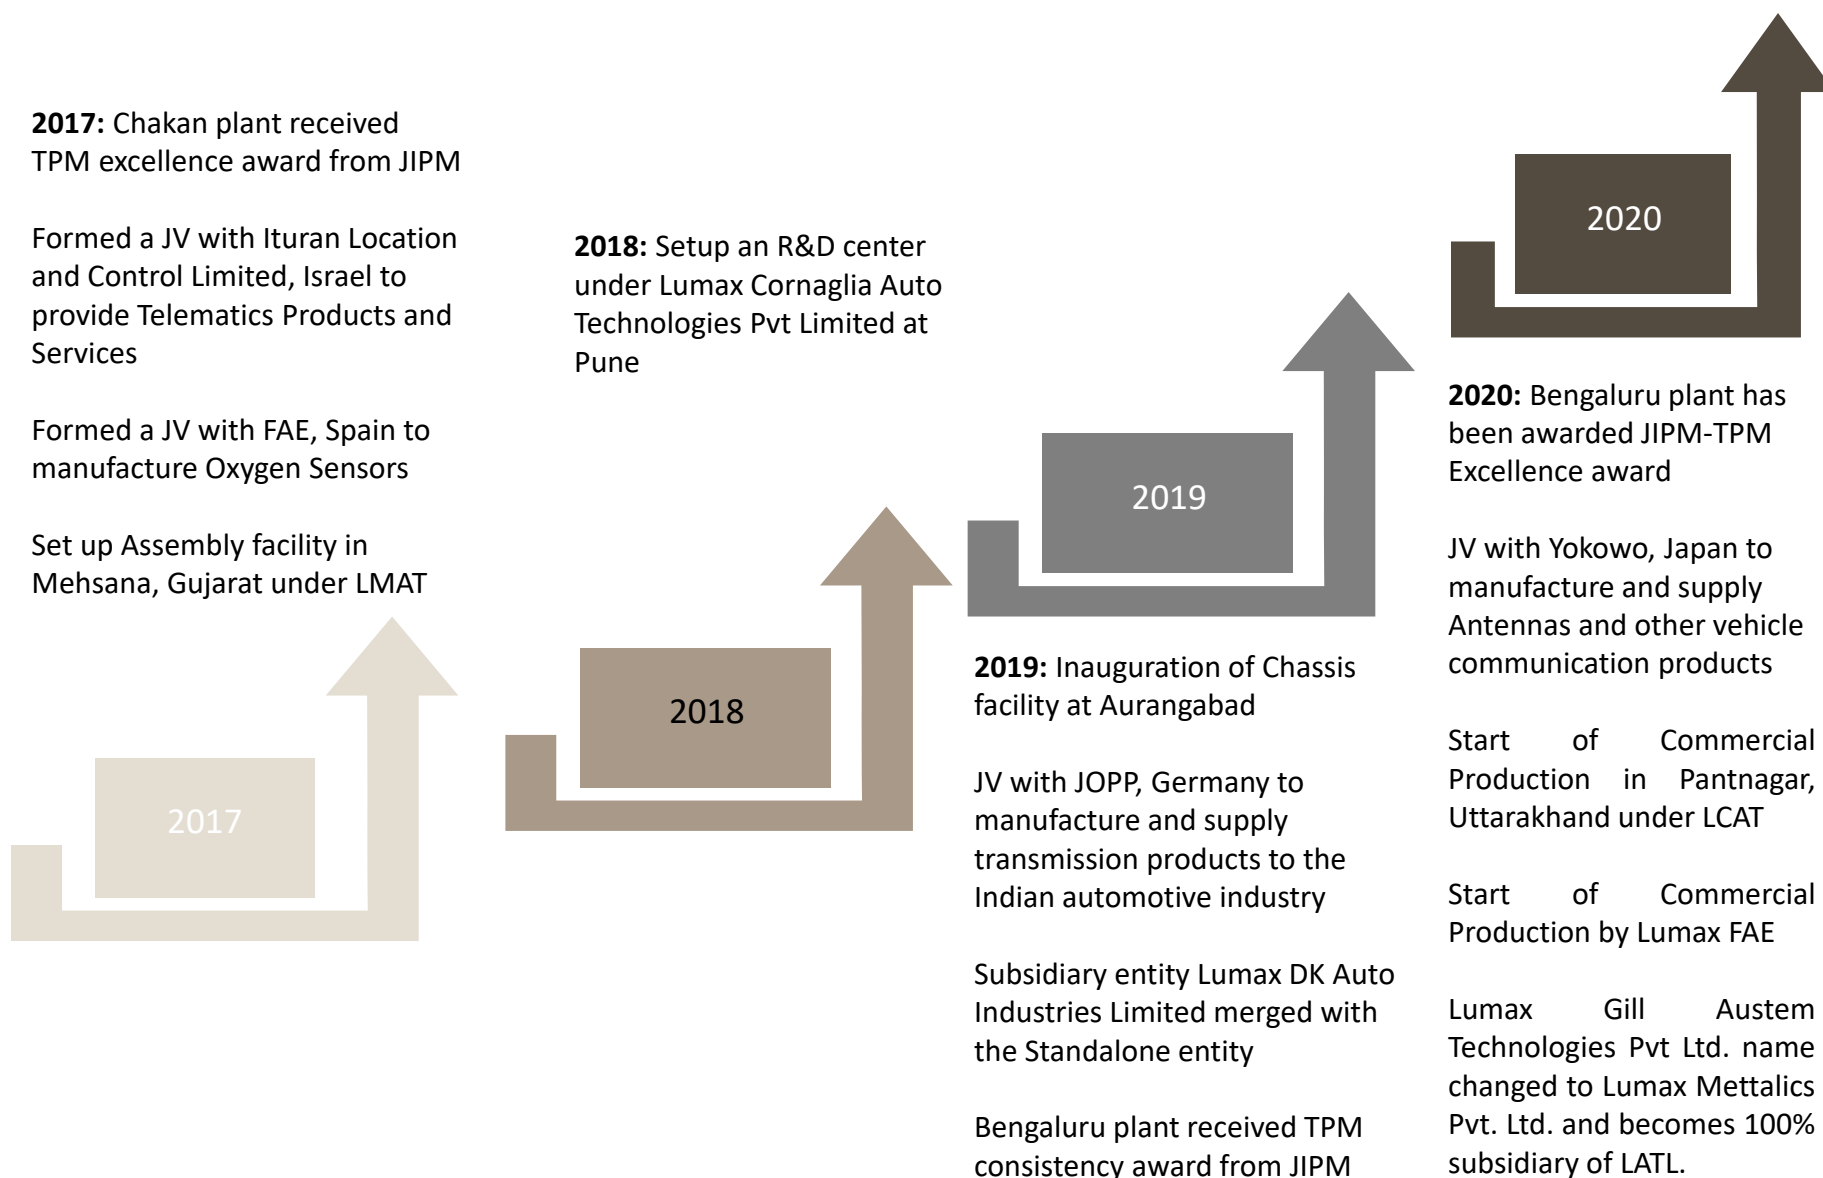 2017: Chakan plant received
TPM excellence award from JIPM
Formed a JV with Ituran Location
and Control Limited, Israel to
provide Telematics Products and
Services
Formed a JV with FAE, Spain to
manufacture Oxygen Sensors
Set up Assembly facility in
Mehsana, Gujarat under LMAT
2017
2018: Setup an R&D center
under Lumax Cornaglia Auto
Technologies Pvt Limited at
Pune
2018
2019
2019: Inauguration of Chassis
facility at Aurangabad
JV with JOPP, Germany to
manufacture and supply
transmission products to the
Indian automotive industry
Subsidiary entity Lumax DK Auto
Industries Limited merged with
the Standalone entity
Bengaluru plant received TPM
consistency award from JIPM
2020
2020: Bengaluru plant has
been awarded JIPM-TPM
Excellence award
JV with Yokowo, Japan to
manufacture and supply
Antennas and other vehicle
communication products
Start of Commercial
Production in Pantnagar,
Uttarakhand under LCAT
Start of Commercial
Production by Lumax FAE
Lumax Gill Austem
Technologies Pvt Ltd. name
changed to Lumax Mettalics
Pvt. Ltd. and becomes 100%
subsidiary of LATL.